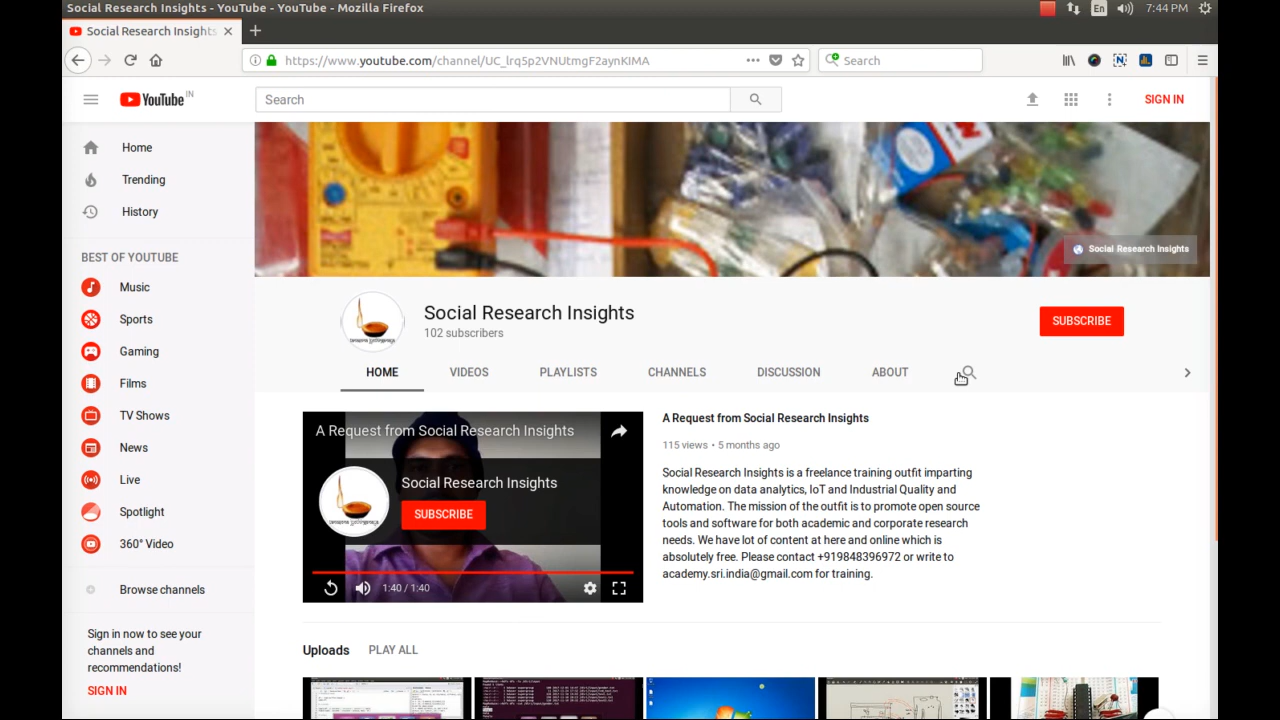 Social Research Insights - YouTube - YouTube - Mozilla Firefox
En
7:44 PM
Social Research Insights
https://www.youtube.com/channel/UC_lrq5p2VNUtmgF2aynKIMA
Search
YouTube IN
Search
SIGN IN
Home
Trending
History
BEST OF YOUTUBE
Music
Sports
Gaming
Films
TV Shows
News
Live
Spotlight
360° Video
Browse channels
Sign in now to see your
channels and
recommendations!
SIGN IN
Social Research Insights
Social Research Insights
102 subscribers
SUBSCRIBE
HOME
VIDEOS
PLAYLISTS
CHANNELS
DISCUSSION
ABOUT
A Request from Social Research Insights
Social Research Insights
SUBSCRIBE
1:40 / 1:40
A Request from Social Research Insights
115 views • 5 months ago
Social Research Insights is a freelance training outfit imparting
knowledge on data analytics, IoT and Industrial Quality and
Automation. The mission of the outfit is to promote open source
tools and software for both academic and corporate research
needs. We have lot of content at here and online which is
absolutely free. Please contact +919848396972 or write to
academy.sri.india@gmail.com for training.
Uploads
PLAY ALL